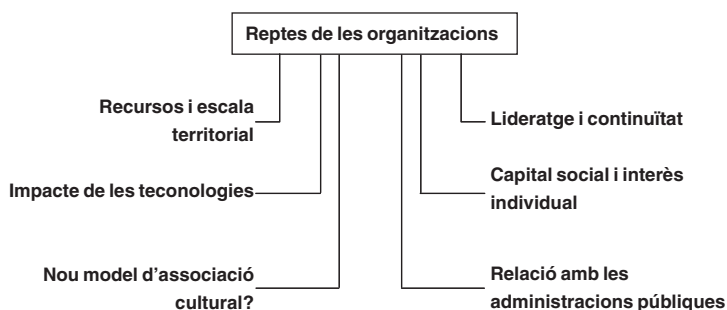 Reptes de les organitzacions
Recursos i escala
territorial
Impacte de les teconologies
Nou model d’associació
cultural?
Lideratge i continuïtat
Capital social i interès
individual
Relació amb les
administracions públiques